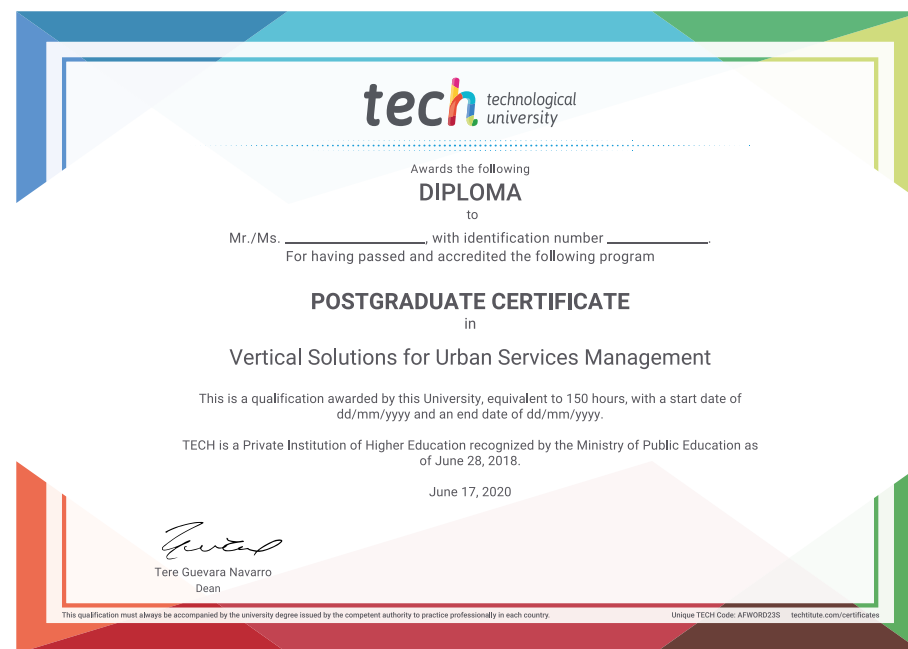 tech technological
university
Awards the following
DIPLOMA
to
Mr./Ms. ____________________, with identification number ______________.
For having passed and accredited the following program
POSTGRADUATE CERTIFICATE
in
Vertical Solutions for Urban Services Management
This is a qualification awarded by this University, equivalent to 150 hours, with a start date of
dd/mm/yyyy and an end date of dd/mm/yyyy.
TECH is a Private Institution of Higher Education recognized by the Ministry of Public Education as
of June 28, 2018.
June 17, 2020
Tere Guevara Navarro
Dean
This qualification must always be accompanied by the university degree issued by the competent authority to practice professionally in each country. Unique TECH Code: AFWORD23S techtitute.com/certificates